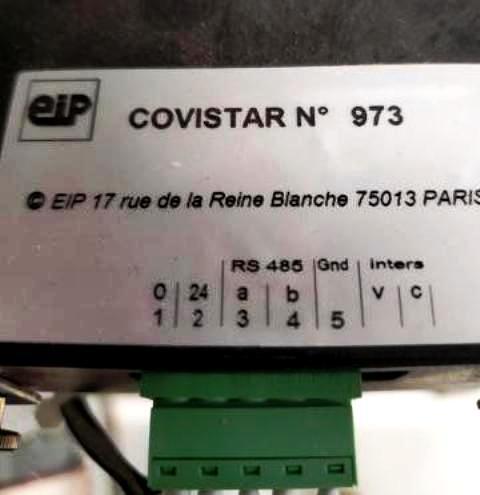 eiP
COVISTAR N° 973
© EIP 17 rue de la Reine Blanche 75013 PARIS
RS 485 Gnd Inters
0 24 a b V C
1 2 3 4 5